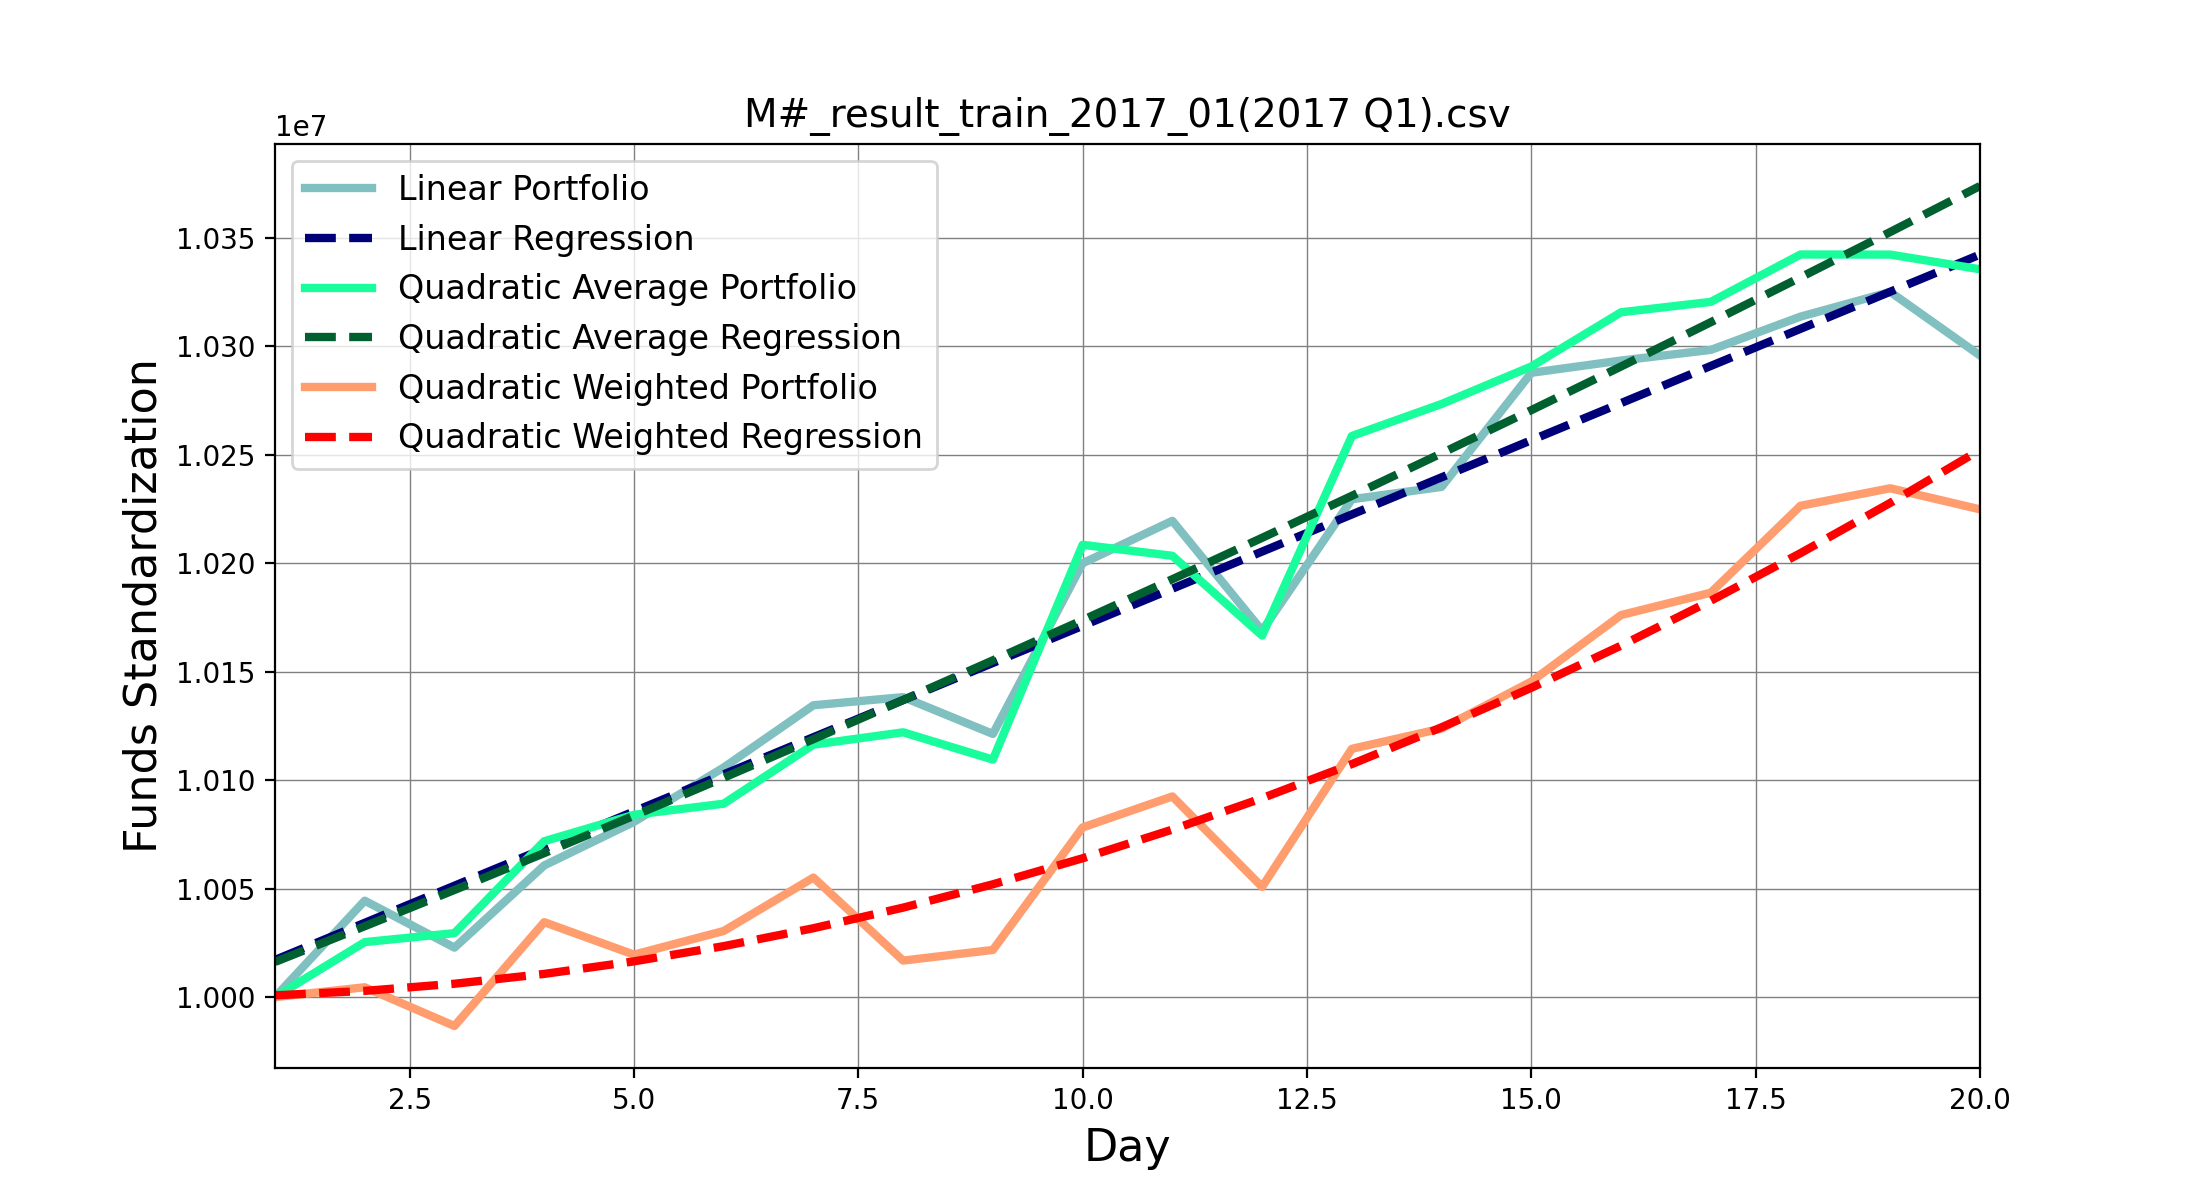 M#_result_train_2017_01(2017 Q1).csv
1e7
Linear Portfolio
Linear Regression
Quadratic Average Portfolio
Quadratic Average Regression
Quadratic Weighted Portfolio
Quadratic Weighted Regression
1.035
1.030
1.025
1.020
1.015
1.010
1.005
1.000
Funds Standardization
2.5 5.0 7.5 10.0 12.5 15.0 17.5 20.0
Day